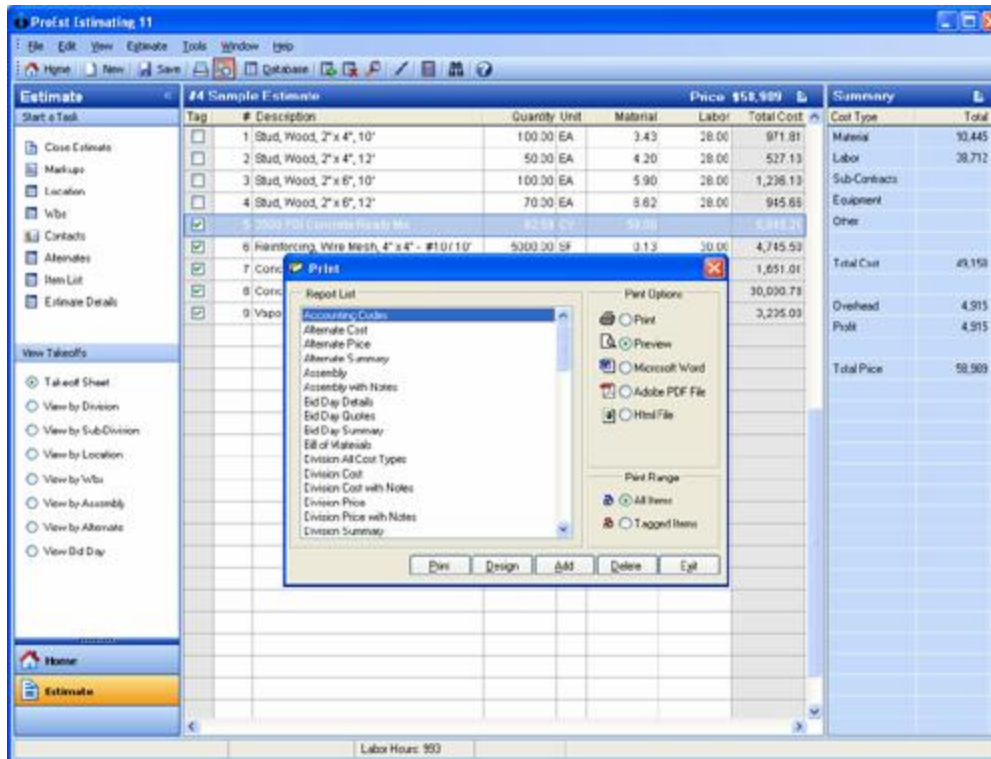 ProEst Estimating 11
File Edit View Estimate Tools Window Help
Home New Save Database
Estimate
Start a Task
Close Estimate
Markups
Location
Wbs
Contacts
Alternates
Item List
Estimate Details
View Takeoffs
Takeoff Sheet
View by Division
View by Sub-Division
View by Location
View by Wbs
View by Assembly
View by Alternate
View Bid Day
Home
Estimate
#4 Sample Estimate Price $58,989
Tag # Description Quantity Unit Material Labor Total Cost
1 Stud, Wood, 2" x 4", 10' 100.00 EA 3.43 28.00 971.81
2 Stud, Wood, 2" x 4", 12' 50.00 EA 4.20 28.00 527.13
3 Stud, Wood, 2" x 6", 10' 100.00 EA 5.90 28.00 1,236.13
4 Stud, Wood, 2" x 6", 12' 70.00 EA 8.62 28.00 945.65
5 3500 PSI Concrete Ready Mix CY
6 Reinforcing, Wire Mesh, 4" x 4" - #10/10' 5000.00 SF 0.13 30.00 4,745.50
7 Conc 1,651.01
8 Conc 30,030.73
9 Vapo 3,235.03
Print
Report List
Accounting Codes
Alternate Cost
Alternate Price
Alternate Summary
Assembly
Assembly with Notes
Bid Day Details
Bid Day Quotes
Bid Day Summary
Bill of Materials
Division All Cost Types
Division Cost
Division Cost with Notes
Division Price
Division Price with Notes
Division Summary
Print Options
Print
Preview
Microsoft Word
Adobe PDF File
Html File
Print Range
All Items
Tagged Items
Print Design Add Delete Exit
Summary
Cost Type Total
Material 10,445
Labor 38,712
Sub-Contracts
Equipment
Other
Total Cost 49,158
Overhead 4,915
Profit 4,915
Total Price 58,989
Labor Hours: 993